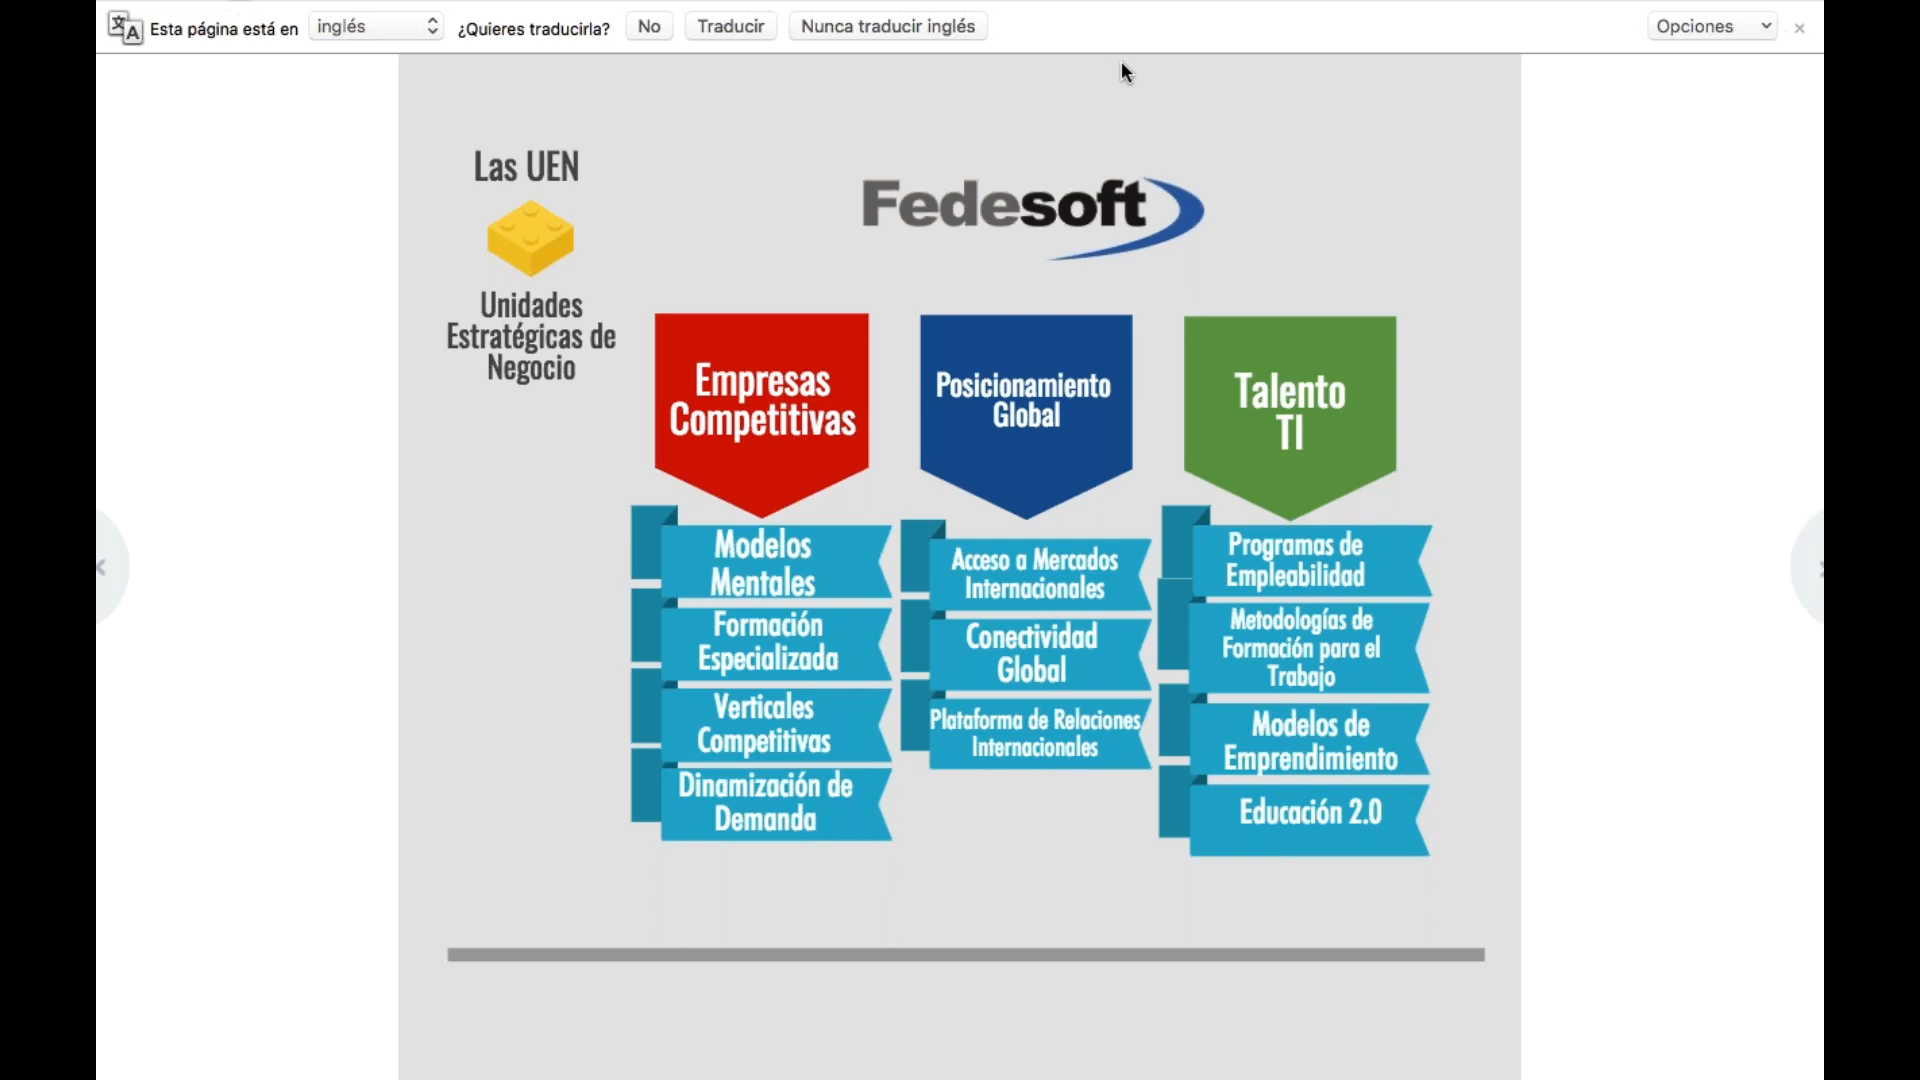 Esta página está en inglés ¿Quieres traducirla? No Traducir Nunca traducir inglés Opciones
Las UEN
Unidades
Estratégicas de
Negocio
Fedesoft
Empresas
Competitivas
Modelos
Mentales
Formación
Especializada
Verticales
Competitivas
Dinamización de
Demanda
Posicionamiento
Global
Acceso a Mercados
Internacionales
Conectividad
Global
Plataforma de Relaciones
Internacionales
Talento
TI
Programas de
Empleabilidad
Metodologías de
Formación para el
Trabajo
Modelos de
Emprendimiento
Educación 2.0